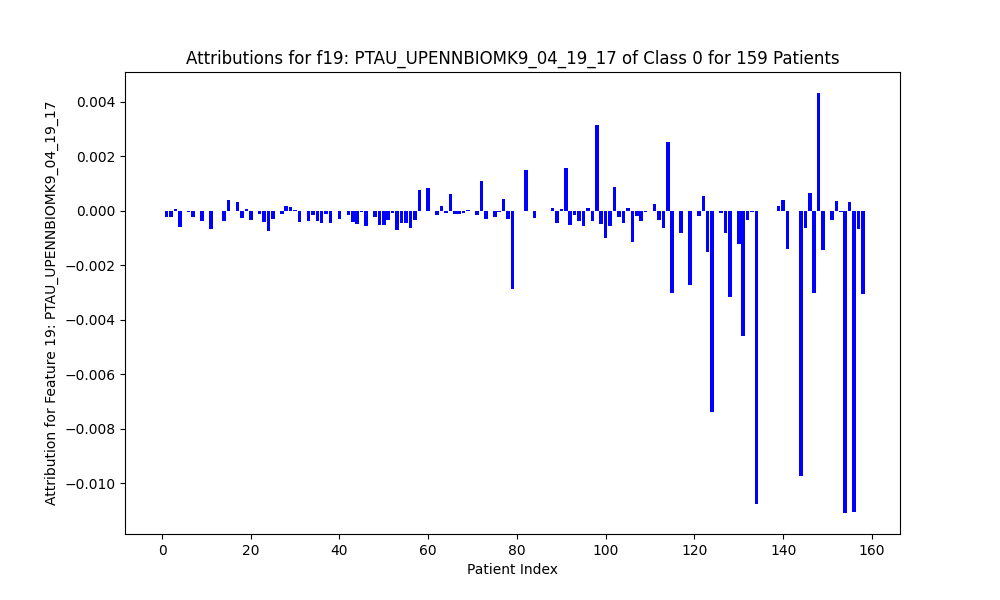 Attributions for f19: PTAU_UPENNBIOMK9_04_19_17 of Class 0 for 159 Patients
Attribution for Feature 19: PTAU_UPENNBIOMK9_04_19_17
0.004
0.002
0.000
−0.002
−0.004
−0.006
−0.008
−0.010
0 20 40 60 80 100 120 140 160
Patient Index